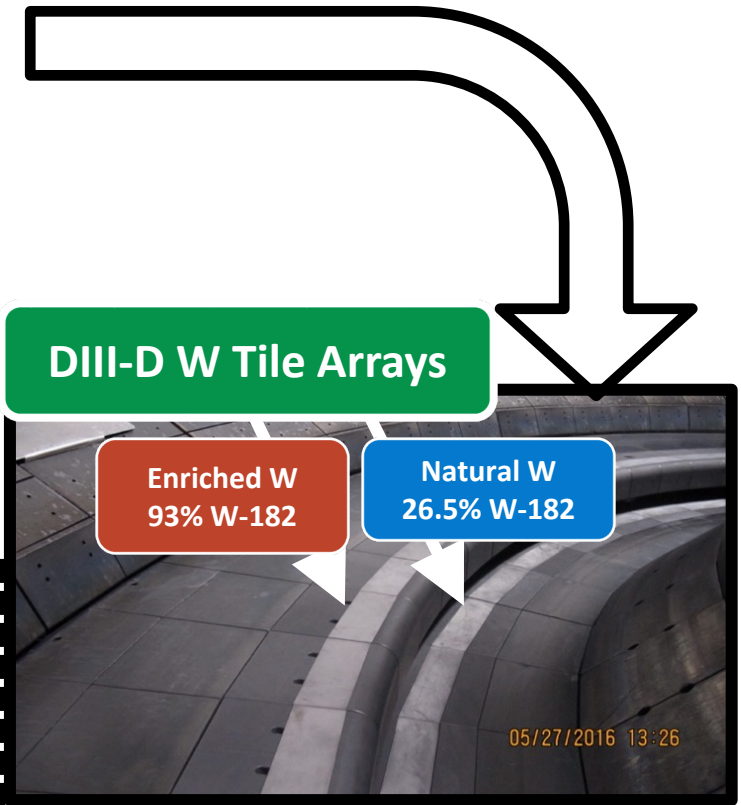 DIII-D W Tile Arrays
Enriched W
93% W-182
Natural W
26.5% W-182
05/27/2016 13:26